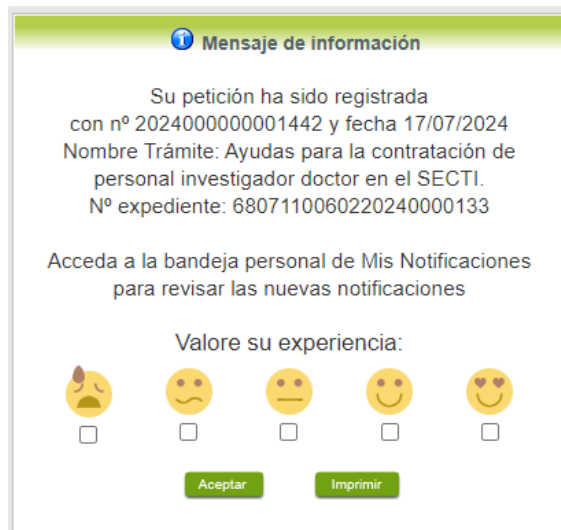 Mensaje de información
Su petición ha sido registrada
con nº 2024000000001442 y fecha 17/07/2024
Nombre Trámite: Ayudas para la contratación de
personal investigador doctor en el SECTI.
Nº expediente: 6807110060220240000133
Acceda a la bandeja personal de Mis Notificaciones
para revisar las nuevas notificaciones
Valore su experiencia:
Aceptar Imprimir